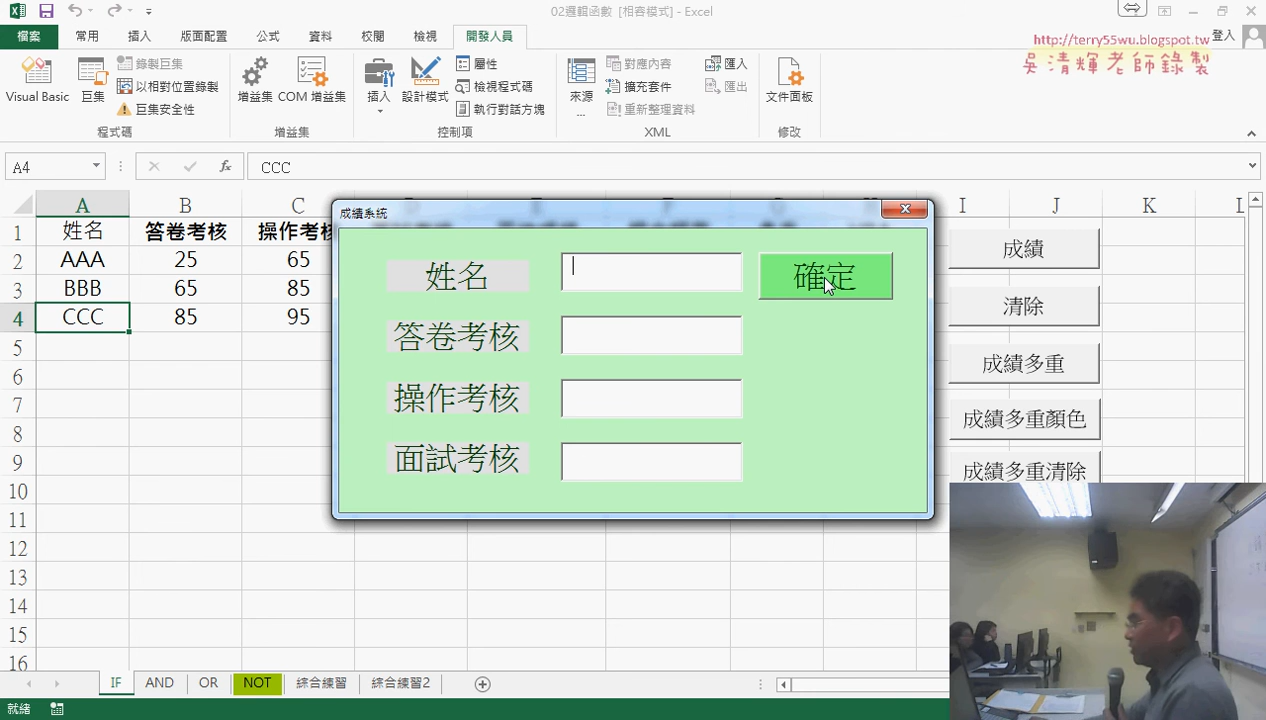 02邏輯函數 [相容模式] - Excel
http://terry55wu.blogspot.tw
吳清輝老師錄製
登入
檔案 常用 插入 版面配置 公式 資料 校閱 檢視 開發人員
Visual Basic 巨集 錄製巨集 以相對位置錄製 巨集安全性
增益集 COM 增益集
插入 設計模式 屬性 檢視程式碼 執行對話方塊
來源... 對應內容 擴充套件 重新整理資料 匯入 匯出
文件面板
程式碼 增益集 控制項 XML 修改
A4 fx CCC
A B C I J K L
1 姓名 答卷考核 操作考核
2 AAA 25 65
3 BBB 65 85
4 CCC 85 95
5
6
7
8
9
10
11
12
13
14
15
16
成績系統
姓名 確定
答卷考核
操作考核
面試考核
成績
清除
成績多重
成績多重顏色
成績多重清除
IF AND OR NOT 綜合練習 綜合練習2
就緒